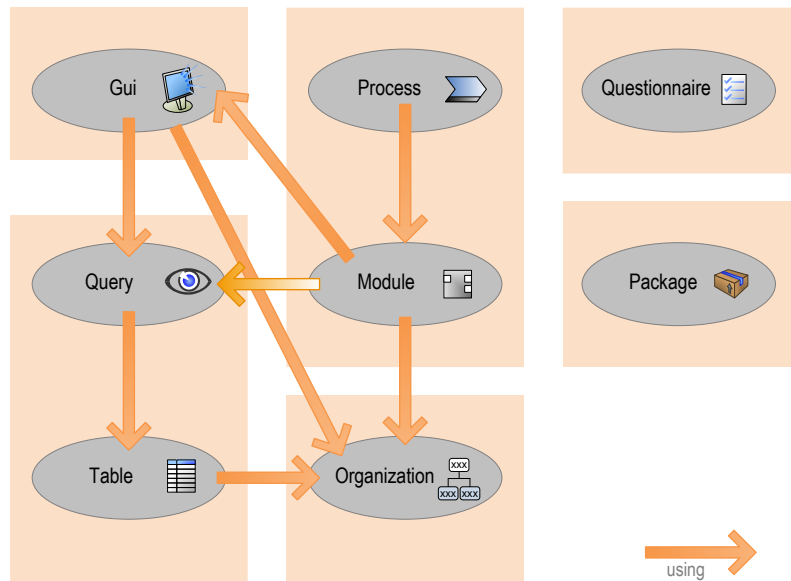 Gui
Process
Questionnaire
Query
Module
Package
Table
Organization
xxx
xxx xxx
using